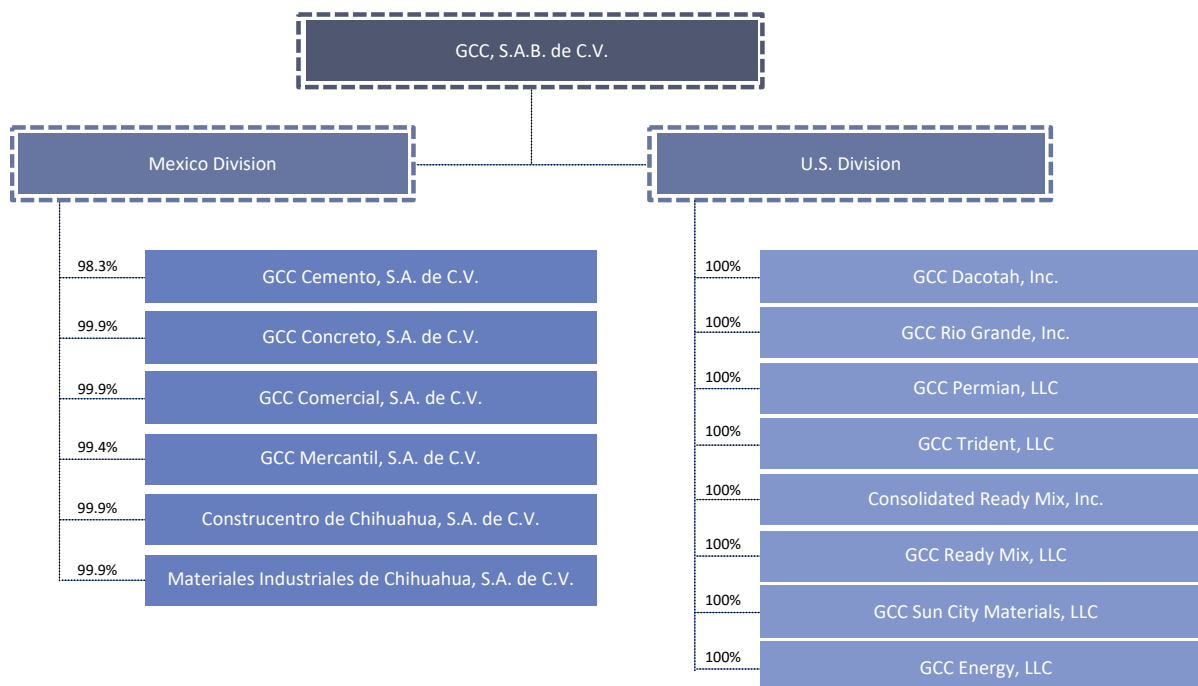 GCC, S.A.B. de C.V.
Mexico Division
U.S. Division
98.3%
GCC Cemento, S.A. de C.V.
99.9%
GCC Concreto, S.A. de C.V.
99.9%
GCC Comercial, S.A. de C.V.
99.4%
GCC Mercantil, S.A. de C.V.
99.9%
Construcentro de Chihuahua, S.A. de C.V.
99.9%
Materiales Industriales de Chihuahua, S.A. de C.V.
100%
GCC Dacotah, Inc.
100%
GCC Rio Grande, Inc.
100%
GCC Permian, LLC
100%
GCC Trident, LLC
100%
Consolidated Ready Mix, Inc.
100%
GCC Ready Mix, LLC
100%
GCC Sun City Materials, LLC
100%
GCC Energy, LLC